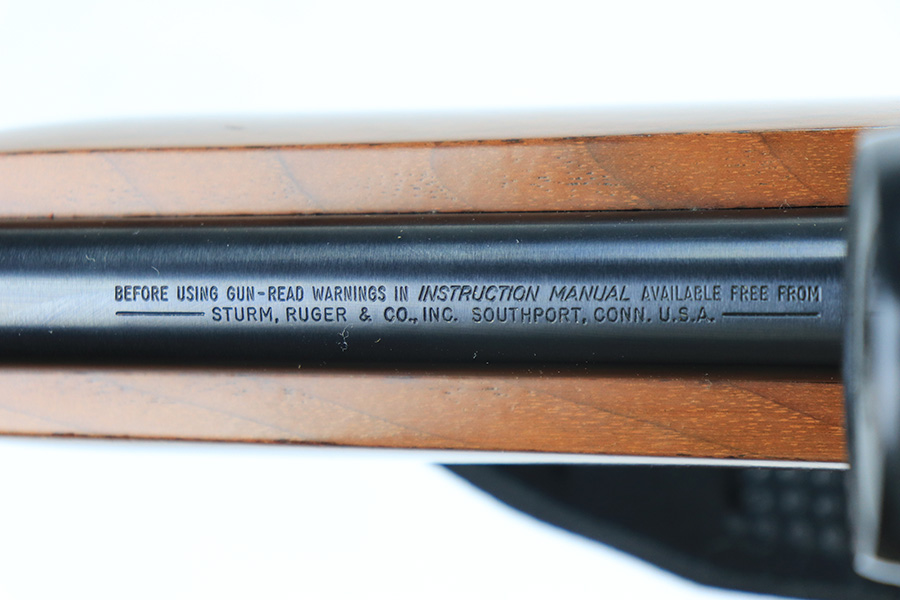 BEFORE USING GUN-READ WARNINGS IN INSTRUCTION MANUAL AVAILABLE FREE FROM
STURM, RUGER & CO., INC. SOUTHPORT, CONN. U.S.A.